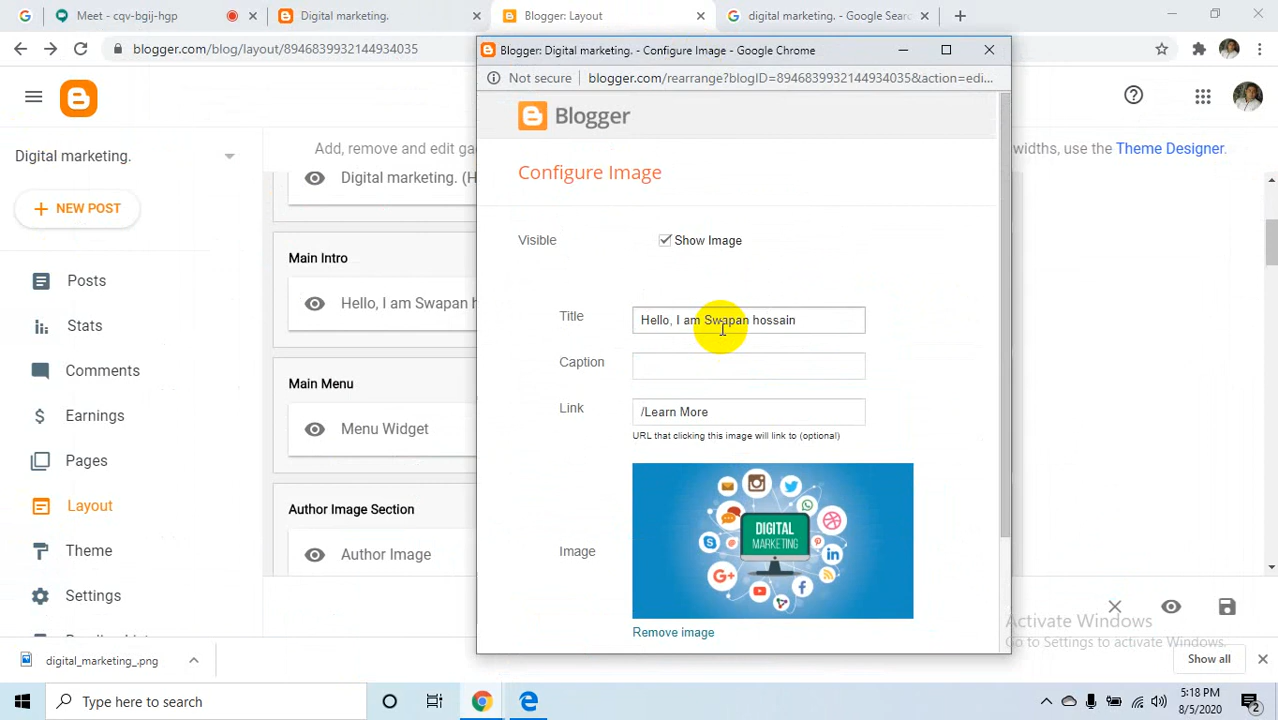 Meet - cqv-bgij-hgp
Digital marketing.
Blogger: Layout
digital marketing. - Google Sear
blogger.com/blog/layout/8946839932144934035
Blogger: Digital marketing. - Configure Image - Google Chrome
Not secure
blogger.com/rearrange?blogID=8946839932144934035&action=edi...
Blogger
Digital marketing.
Add, remove and edit ga
widths, use the Theme Designer.
NEW POST
Posts
Stats
Comments
Earnings
Pages
Layout
Theme
Settings
Digital marketing. (H
Main Intro
Hello, I am Swapan h
Main Menu
Menu Widget
Author Image Section
Author Image
Configure Image
Visible
Show Image
Title
Hello, I am Swapan hossain
Caption
Link
/Learn More
URL that clicking this image will link to (optional)
Image
DIGITAL
MARKETING
Remove image
Activate Windows
Go to Settings to activate Windows.
digital_marketing_.png
Show all
Type here to search
5:18 PM
8/5/2020
2